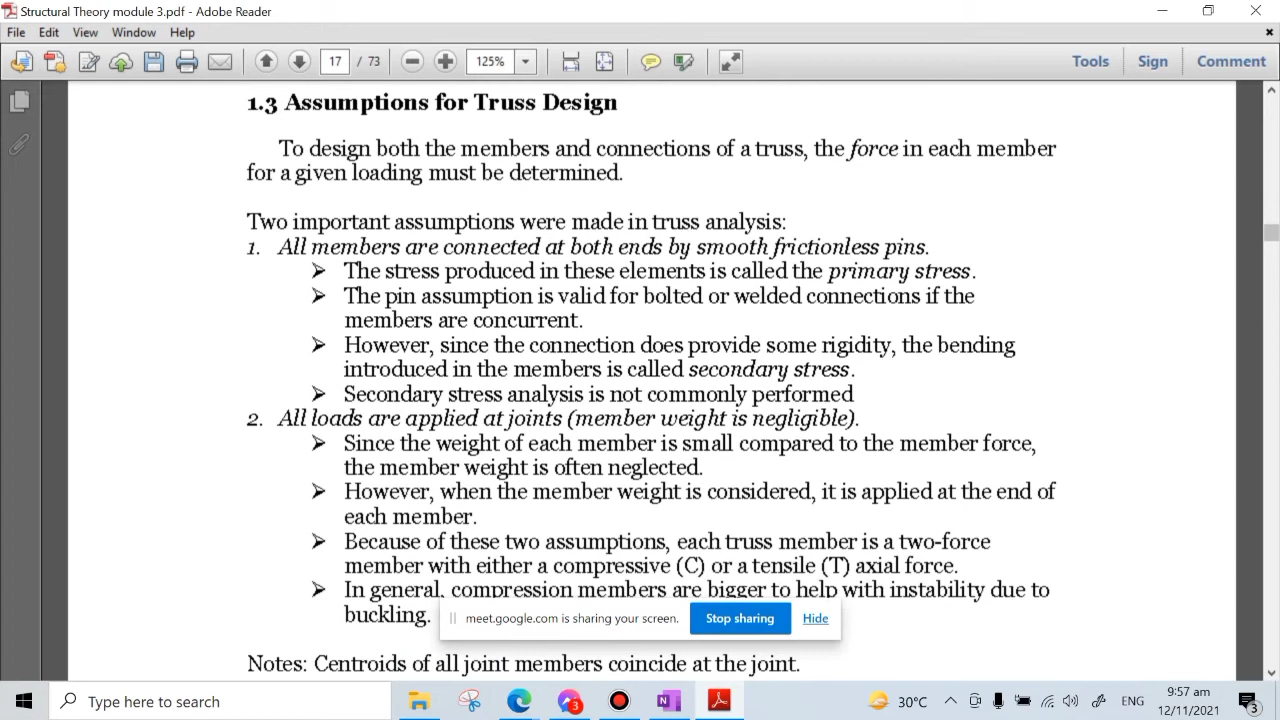 Structural Theory module 3.pdf - Adobe Reader
File Edit View Window Help
17 / 73 125% Tools Sign Comment
1.3 Assumptions for Truss Design
To design both the members and connections of a truss, the force in each member
for a given loading must be determined.
Two important assumptions were made in truss analysis:
1. All members are connected at both ends by smooth frictionless pins.
➢ The stress produced in these elements is called the primary stress.
➢ The pin assumption is valid for bolted or welded connections if the
members are concurrent.
➢ However, since the connection does provide some rigidity, the bending
introduced in the members is called secondary stress.
➢ Secondary stress analysis is not commonly performed
2. All loads are applied at joints (member weight is negligible).
➢ Since the weight of each member is small compared to the member force,
the member weight is often neglected.
➢ However, when the member weight is considered, it is applied at the end of
each member.
➢ Because of these two assumptions, each truss member is a two-force
member with either a compressive (C) or a tensile (T) axial force.
➢ In general, compression members are bigger to help with instability due to
buckling.
meet.google.com is sharing your screen. Stop sharing Hide
Notes: Centroids of all joint members coincide at the joint.
Type here to search 3 30°C ENG 9:57 am
12/11/2021 3